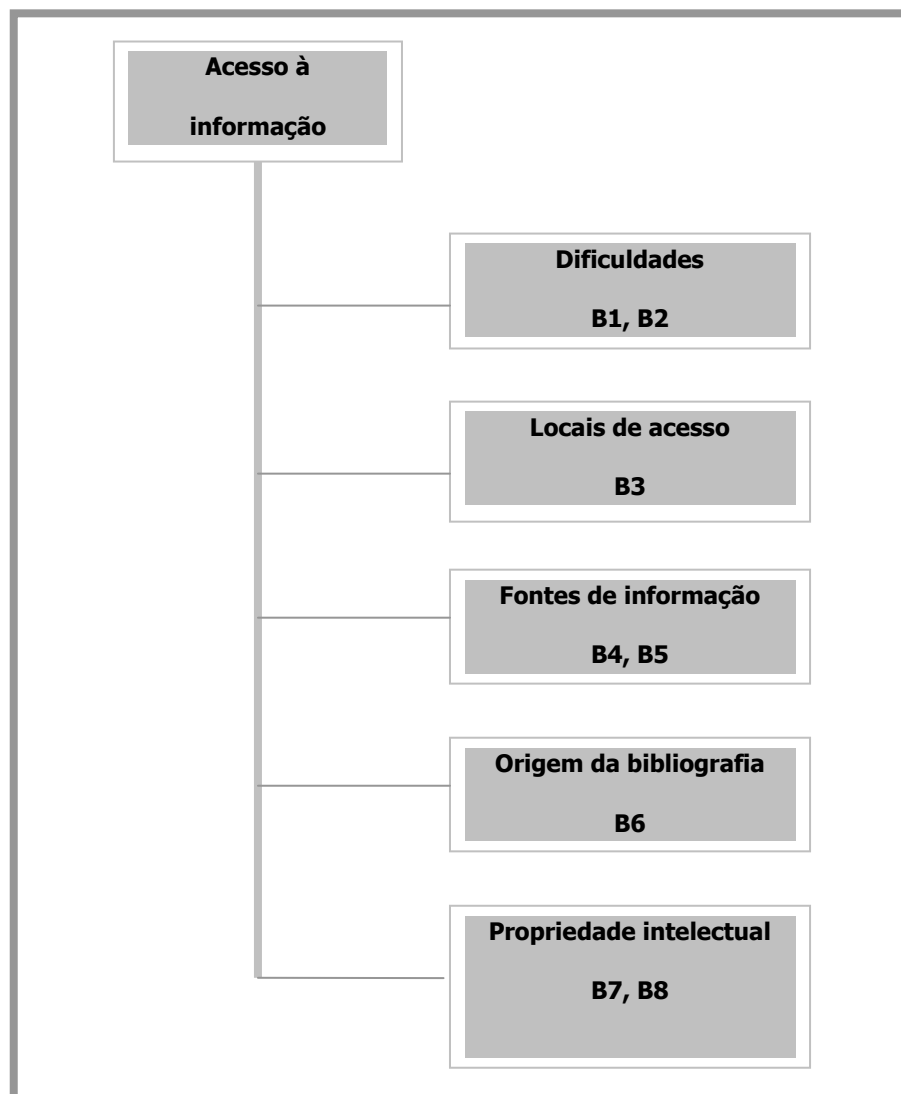 Acesso à
informação
Dificuldades
B1, B2
Locais de acesso
B3
Fontes de informação
B4, B5
Origem da bibliografia
B6
Propriedade intelectual
B7, B8